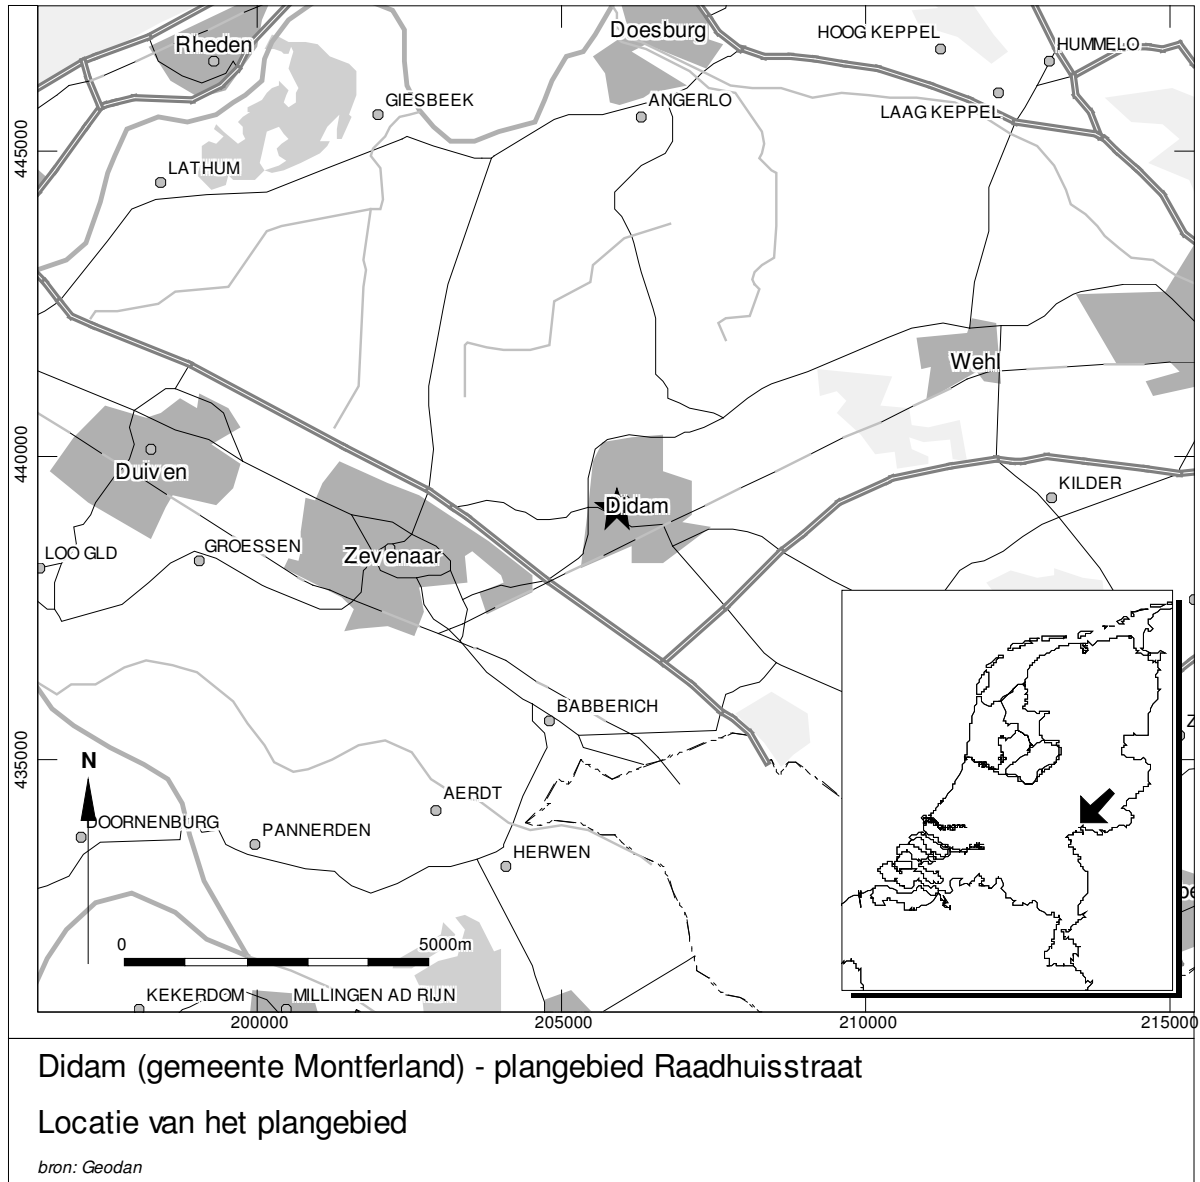 Rheden
Doesburg
HOOG KEPPEL
HUMMELO
GIESBEEK
ANGERLO
LAAG KEPPEL
445000
LATHUM
Wehl
440000
Duiven
Didam
KILDER
LOO GLD
GROESSEN
Zevenaar
BABBERICH
Z
435000
N
AERDT
DOORNENBURG
PANNERDEN
HERWEN
0
5000m
KEKERDOM
MILLINGEN AD RIJN
200000
205000
210000
215000
Didam (gemeente Montferland) - plangebied Raadhuisstraat
Locatie van het plangebied
bron: Geodan